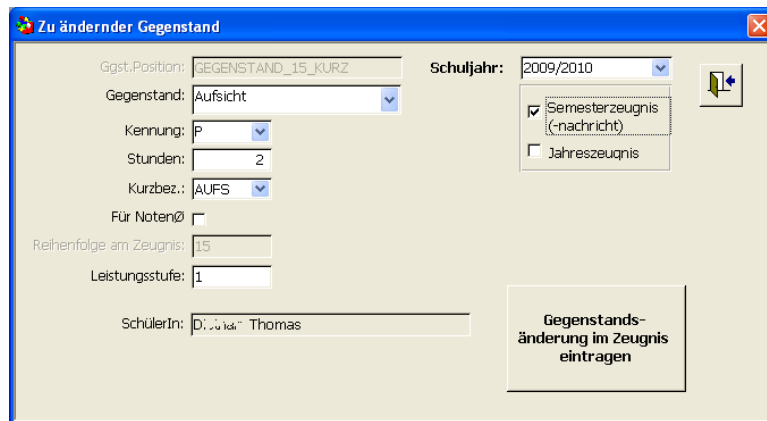 Zu ändernder Gegenstand
Ggst.Position: GEGENSTAND_15_KURZ
Schuljahr: 2009/2010
Gegenstand: Aufsicht
Semesterzeugnis
(-nachricht)
Kennung: P
Jahreszeugnis
Stunden: 2
Kurzbez.: AUFS
Für NotenØ
Reihenfolge am Zeugnis: 15
Leistungsstufe: 1
SchülerIn: Thomas
Gegenstands-
änderung im Zeugnis
eintragen